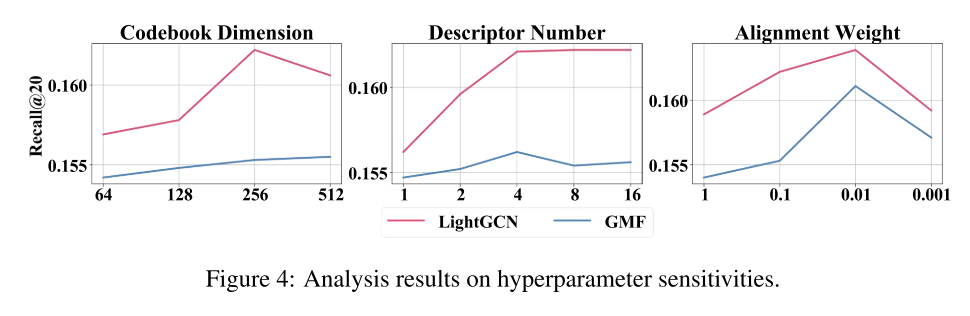 Codebook Dimension Descriptor Number Alignment Weight
Recall@20
0.160 0.160 0.160
0.155 0.155 0.155
64 128 256 512 1 2 4 8 16 1 0.1 0.01 0.001
LightGCN GMF
Figure 4: Analysis results on hyperparameter sensitivities.